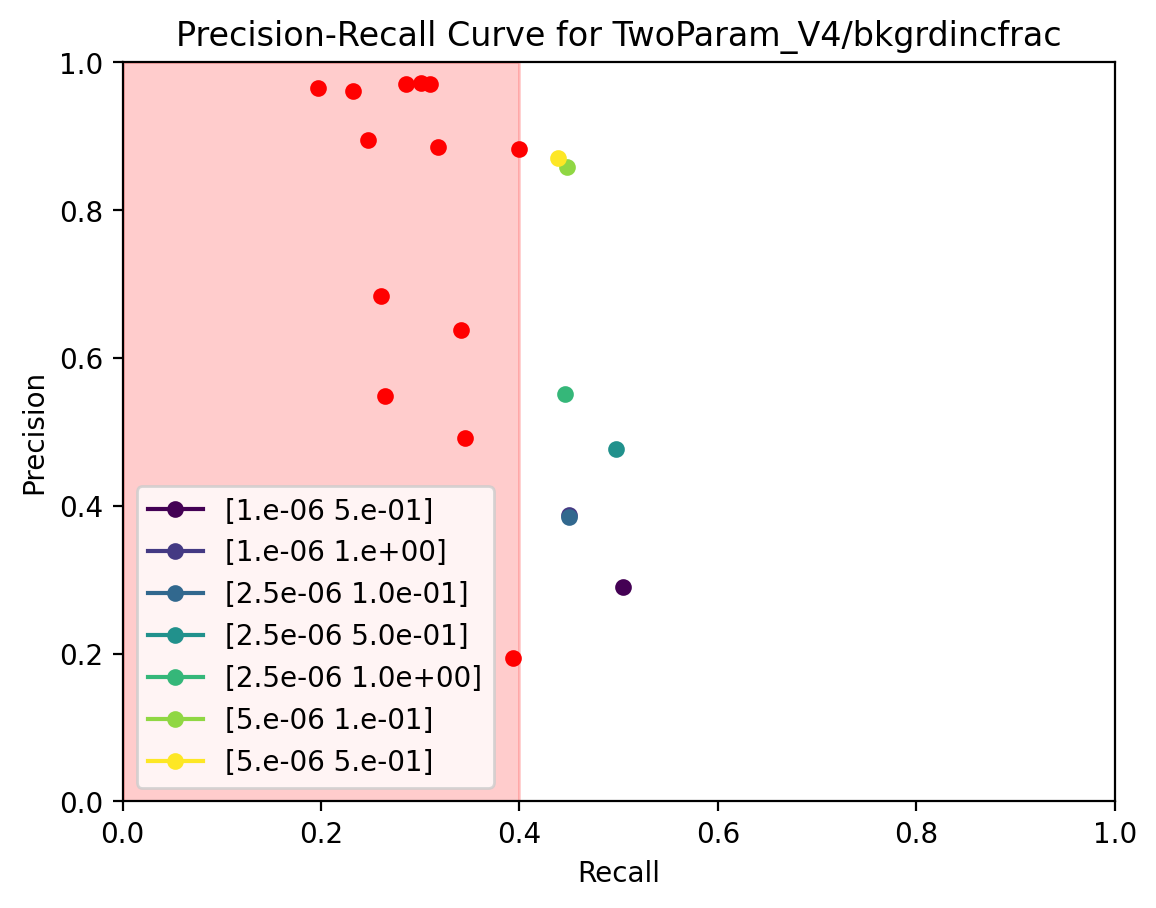 Precision-Recall Curve for TwoParam_V4/bkgrdincfrac
1.0
0.8
0.6
0.4
0.2
0.0
Precision
[1.e-06 5.e-01]
[1.e-06 1.e+00]
[2.5e-06 1.0e-01]
[2.5e-06 5.0e-01]
[2.5e-06 1.0e+00]
[5.e-06 1.e-01]
[5.e-06 5.e-01]
0.0 0.2 0.4 0.6 0.8 1.0
Recall